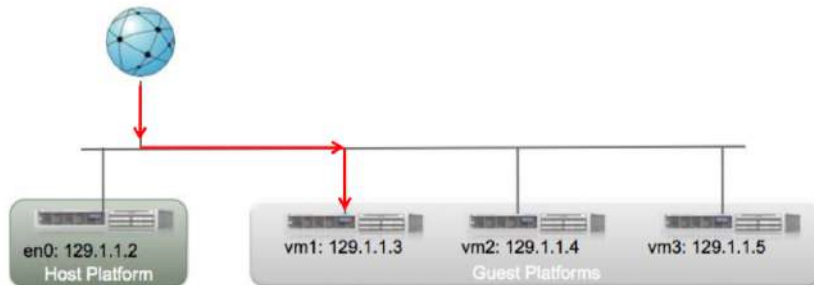 en0: 129.1.1.2
Host Platform
vm1: 129.1.1.3
vm2: 129.1.1.4
vm3: 129.1.1.5
Guest Platforms